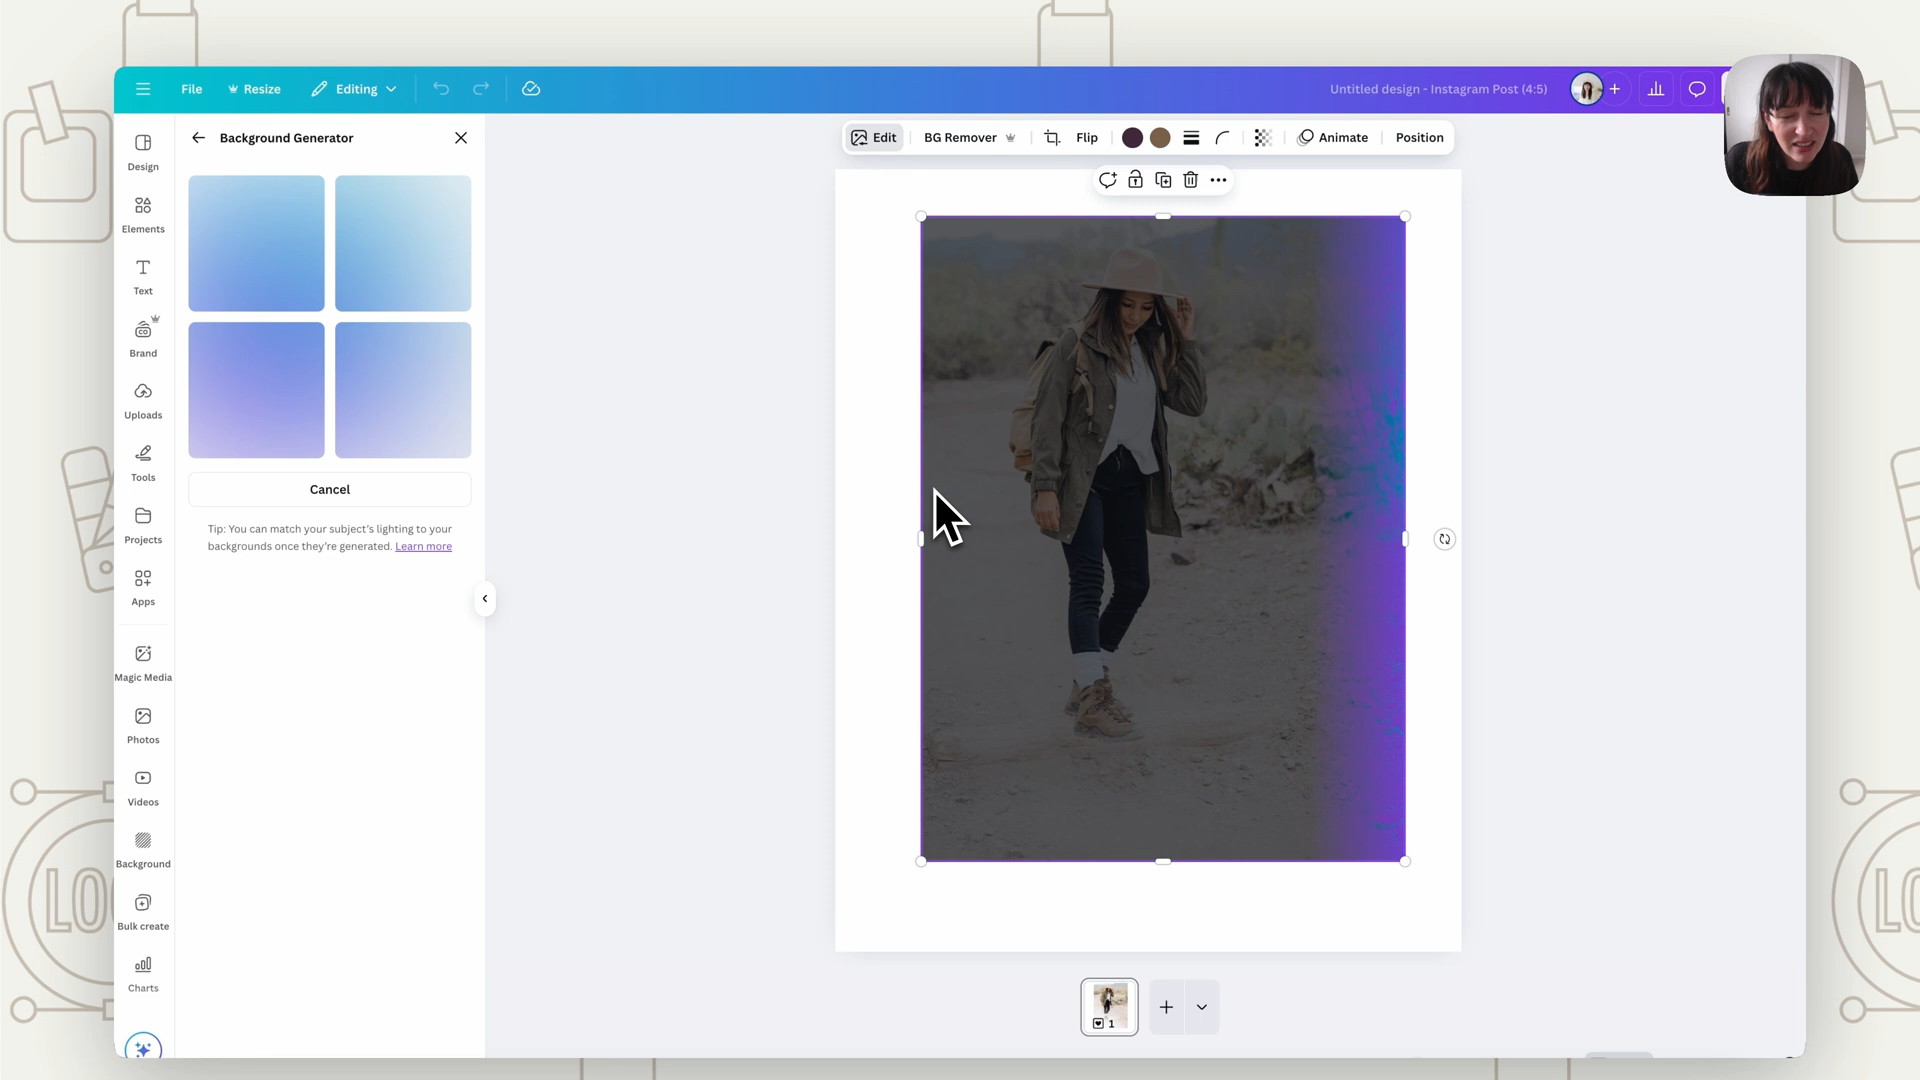 File
Resize
Editing
Untitled design - Instagram Post (4:5)
Background Generator
Edit
BG Remover
Flip
Animate
Position
Design
Elements
Text
Brand
Uploads
Tools
Projects
Apps
Magic Media
Photos
Videos
Background
Bulk create
Charts
Cancel
Tip: You can match your subject's lighting to your
backgrounds once they're generated. Learn more
1
LO
LO